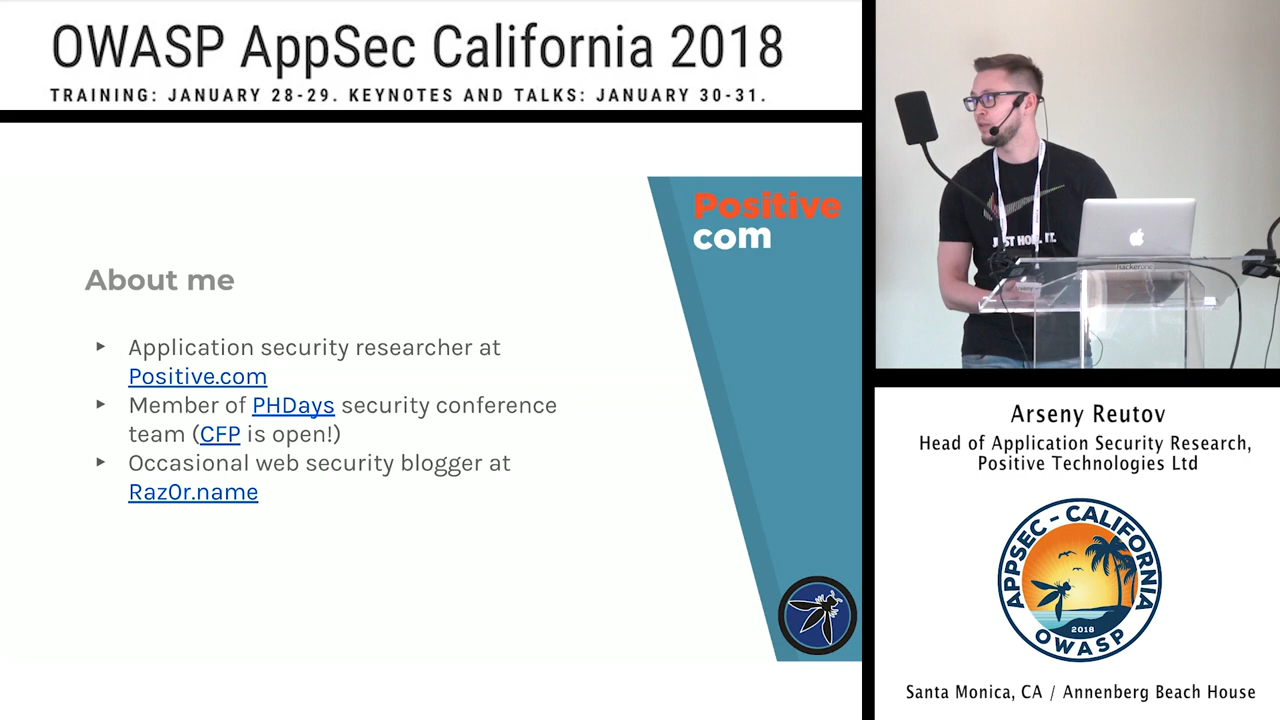 OWASP AppSec California 2018
TRAINING: JANUARY 28-29. KEYNOTES AND TALKS: JANUARY 30-31.
Positive
com
About me
‣ Application security researcher at
Positive.com
‣ Member of PHDays security conference
team (CFP is open!)
‣ Occasional web security blogger at
Raz0r.name
hackerone
Arseny Reutov
Head of Application Security Research,
Positive Technologies Ltd
APPSEC - CALIFORNIA
2018
OWASP
Santa Monica, CA / Annenberg Beach House